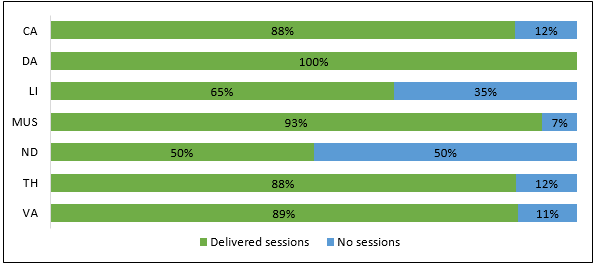 CA 88% 12%
DA 100%
LI 65% 35%
MUS 93% 7%
ND 50% 50%
TH 88% 12%
VA 89% 11%
Delivered sessions No sessions